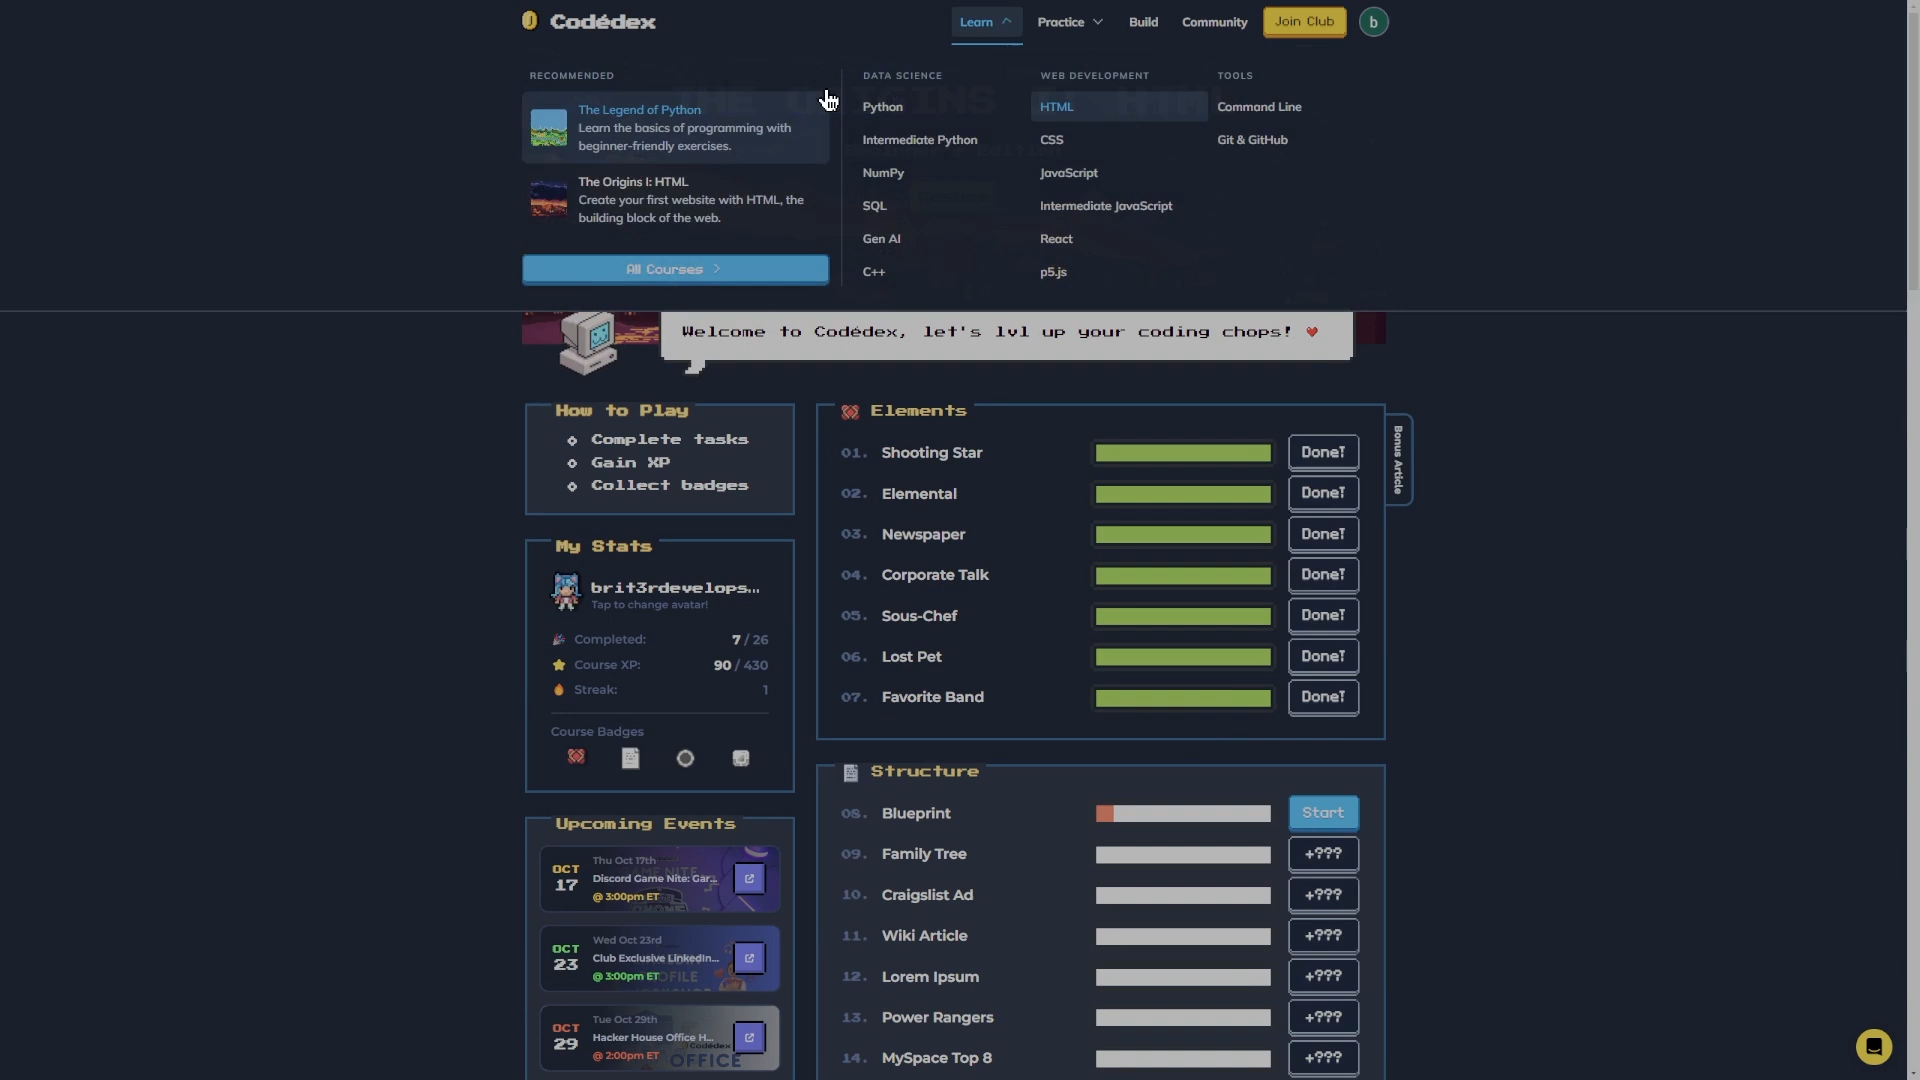 Codédex
Learn
Practice
Build
Community
Join Club
b
RECOMMENDED
The Legend of Python
Learn the basics of programming with
beginner-friendly exercises.
The Origins I: HTML
Create your first website with HTML, the
building block of the web.
All Courses
DATA SCIENCE
Python
Intermediate Python
NumPy
SQL
Gen AI
C++
WEB DEVELOPMENT
HTML
CSS
JavaScript
Intermediate JavaScript
React
p5.js
TOOLS
Command Line
Git & GitHub
Welcome to Codédex, let's lvl up your coding chops!
How to Play
Complete tasks
Gain XP
Collect badges
My Stats
brit3rdevelops...
Tap to change avatar!
Completed: 7 / 26
Course XP: 90 / 430
Streak: 1
Course Badges
Upcoming Events
OCT 17
Thu Oct 17th
Discord Game Nite: Gar...
@ 3:00pm ET
OCT 23
Wed Oct 23rd
Club Exclusive LinkedIn...
@ 3:00pm ET
OCT 29
Tue Oct 29th
Hacker House Office H...
@ 2:00pm ET
Codédex
OFFICE
Elements
01. Shooting Star Done!
02. Elemental Done!
03. Newspaper Done!
04. Corporate Talk Done!
05. Sous-Chef Done!
06. Lost Pet Done!
07. Favorite Band Done!
Bonus Article
Structure
08. Blueprint Start
09. Family Tree +???
10. Craigslist Ad +???
11. Wiki Article +???
12. Lorem Ipsum +???
13. Power Rangers +???
14. MySpace Top 8 +???